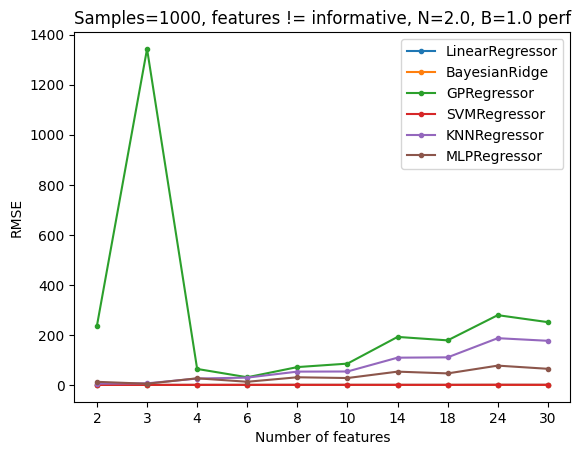 Samples=1000, features != informative, N=2.0, B=1.0 perf
1400
1200
1000
800
600
400
200
0
RMSE
LinearRegressor
BayesianRidge
GPRegressor
SVMRegressor
KNNRegressor
MLPRegressor
2 3 4 6 8 10 14 18 24 30
Number of features